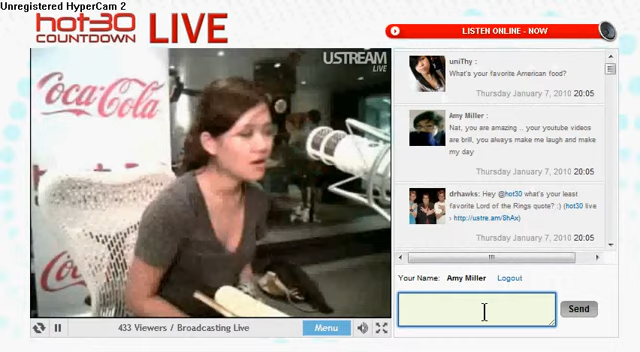 Unregistered HyperCam 2
hot30
COUNTDOWN
LIVE
LISTEN ONLINE - NOW
USTREAM
LIVE
Coca-Cola
uniThy :
What's your favorite American food?
Thursday January 7, 2010 20:05
Amy Miller :
Nat, you are amazing .. your youtube videos
are brill, you always make me laugh and make
my day
Thursday January 7, 2010 20:05
drhawks: Hey @hot30 what's your least
favorite Lord of the Rings quote? :) (hot30 live
› http://ustre.am/ShAx)
Thursday January 7, 2010 20:05
Your Name: Amy Miller Logout
Send
433 Viewers / Broadcasting Live
Menu